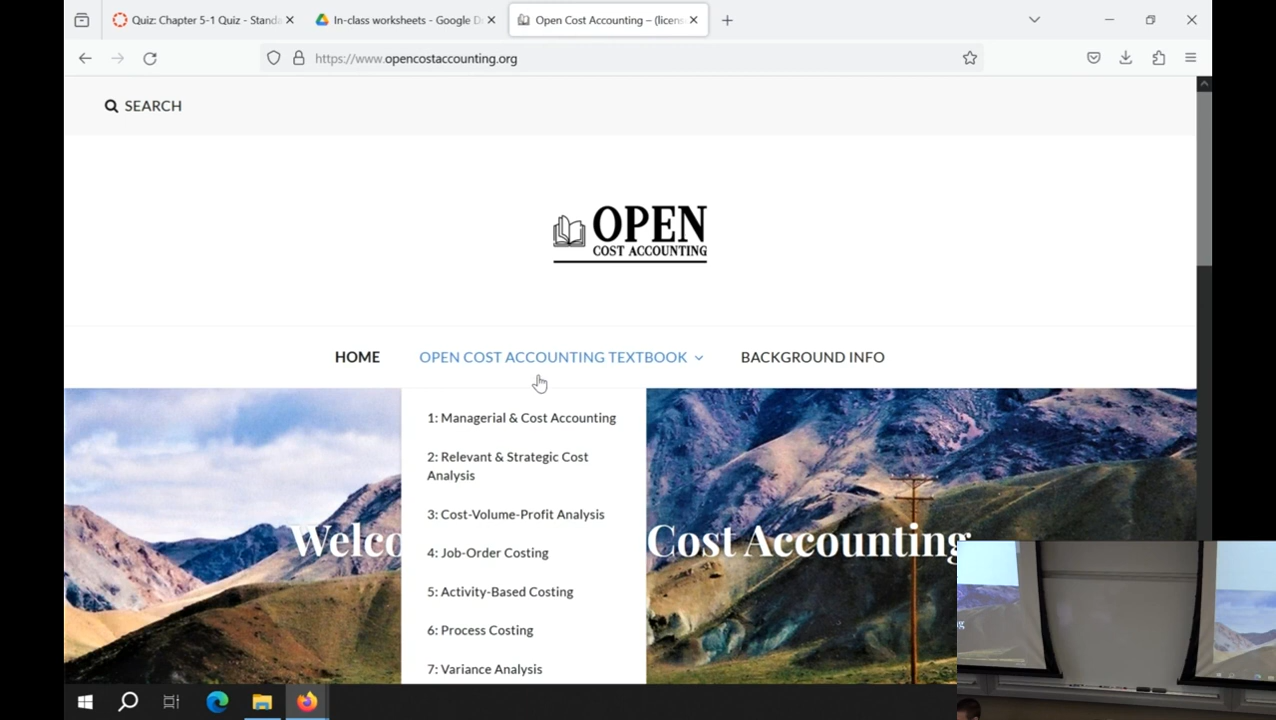 Quiz: Chapter 5-1 Quiz - Standa
In-class worksheets - Google D
Open Cost Accounting – (licens
https://www.opencostaccounting.org
SEARCH
OPEN
COST ACCOUNTING
HOME
OPEN COST ACCOUNTING TEXTBOOK
BACKGROUND INFO
1: Managerial & Cost Accounting
2: Relevant & Strategic Cost
Analysis
3: Cost-Volume-Profit Analysis
4: Job-Order Costing
5: Activity-Based Costing
6: Process Costing
7: Variance Analysis
Welco
Cost Accounting